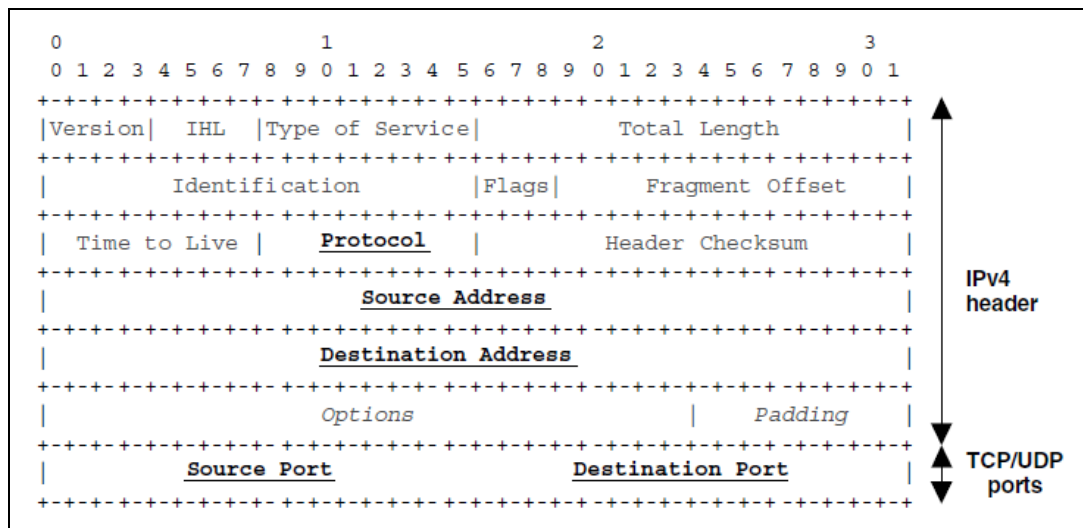 0 1 2 3
0 1 2 3 4 5 6 7 8 9 0 1 2 3 4 5 6 7 8 9 0 1 2 3 4 5 6 7 8 9 0 1
+-+-+-+-+-+-+-+-+-+-+-+-+-+-+-+-+-+-+-+-+-+-+-+-+-+-+-+-+-+-+-+-+
|Version| IHL |Type of Service| Total Length |
+-+-+-+-+-+-+-+-+-+-+-+-+-+-+-+-+-+-+-+-+-+-+-+-+-+-+-+-+-+-+-+-+
| Identification |Flags| Fragment Offset |
+-+-+-+-+-+-+-+-+-+-+-+-+-+-+-+-+-+-+-+-+-+-+-+-+-+-+-+-+-+-+-+-+
| Time to Live | Protocol | Header Checksum |
+-+-+-+-+-+-+-+-+-+-+-+-+-+-+-+-+-+-+-+-+-+-+-+-+-+-+-+-+-+-+-+-+
| Source Address |
+-+-+-+-+-+-+-+-+-+-+-+-+-+-+-+-+-+-+-+-+-+-+-+-+-+-+-+-+-+-+-+-+
| Destination Address |
+-+-+-+-+-+-+-+-+-+-+-+-+-+-+-+-+-+-+-+-+-+-+-+-+-+-+-+-+-+-+-+-+
| Options | Padding |
+-+-+-+-+-+-+-+-+-+-+-+-+-+-+-+-+-+-+-+-+-+-+-+-+-+-+-+-+-+-+-+-+
| Source Port Destination Port |
+-+-+-+-+-+-+-+-+-+-+-+-+-+-+-+-+-+-+-+-+-+-+-+-+-+-+-+-+-+-+-+-+
IPv4
header
TCP/UDP
ports